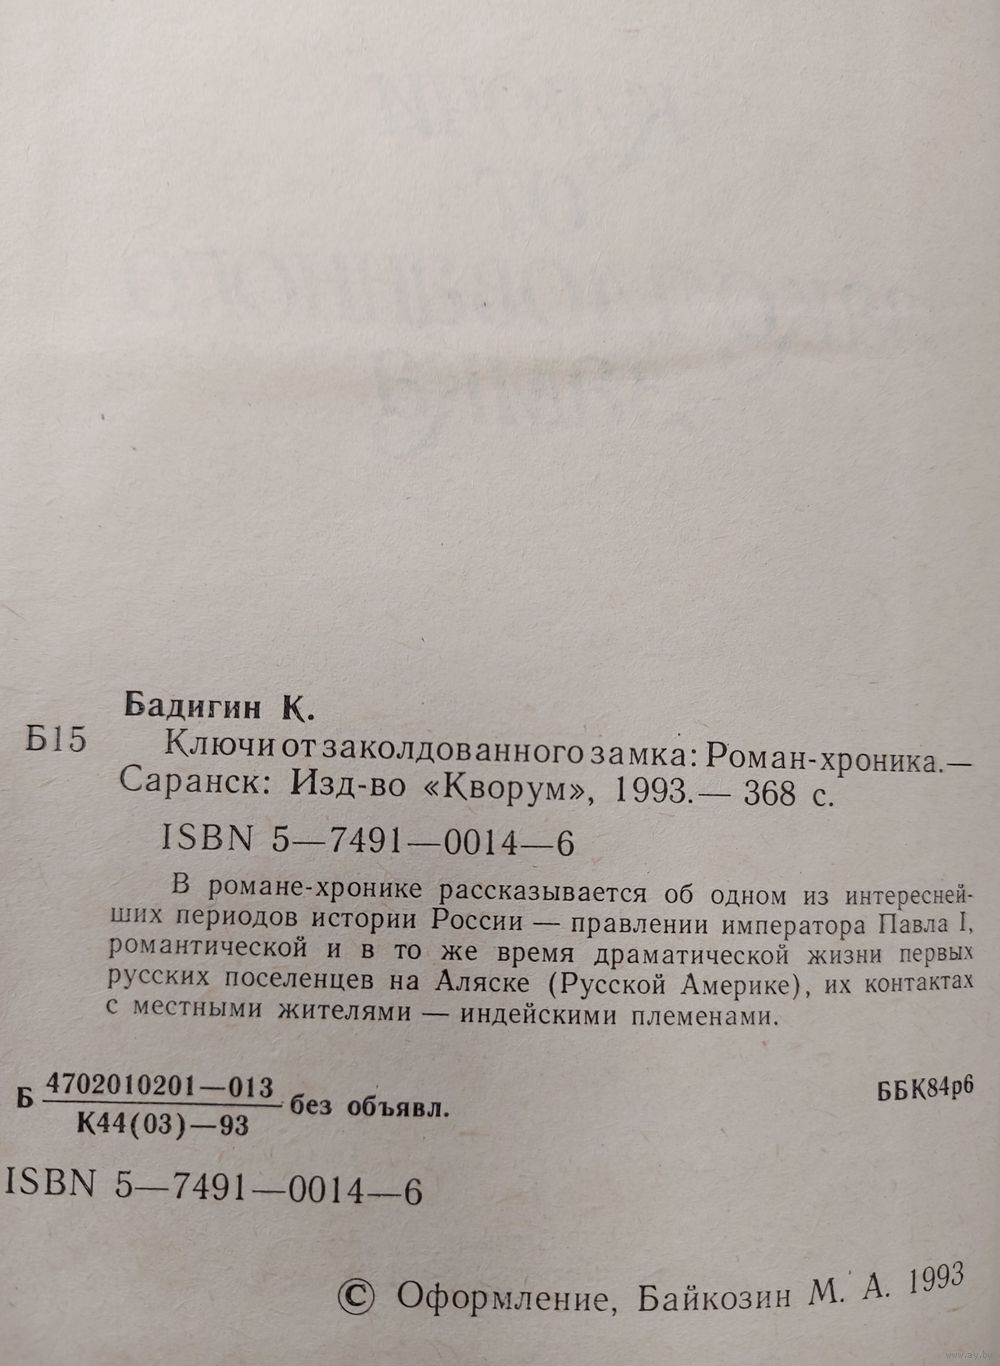 Бадигин К.
Б15
Ключи от заколдованного замка: Роман-хроника.—
Саранск: Изд-во «Кворум», 1993.— 368 с.
ISBN 5—7491—0014—6
В романе-хронике рассказывается об одном из интересней-
ших периодов истории России — правлении императора Павла I,
романтической и в то же время драматической жизни первых
русских поселенцев на Аляске (Русской Америке), их контактах
с местными жителями — индейскими племенами.
Б 4702010201—013
К44(03)—93
без объявл.
ББК84р6
ISBN 5—7491—0014—6
© Оформление, Байкозин М. А. 1993
www.ay.by